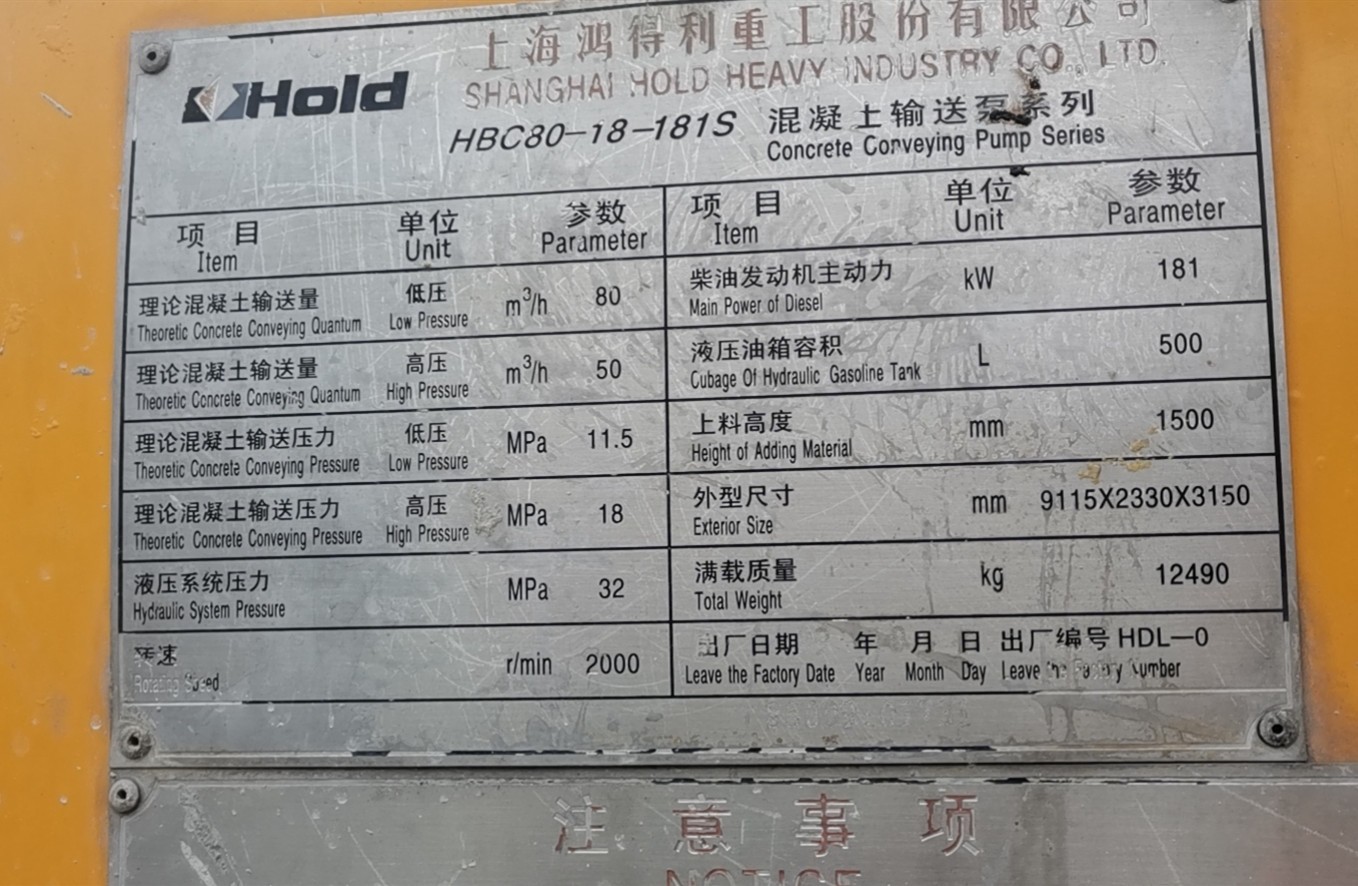 上海鸿得利重工股份有限公司
Hold
SHANGHAI HOLD HEAVY INDUSTRY CO., LTD.
HBC80-18-181S 混凝土输送泵系列
Concrete Conveying Pump Series
项目 单位 参数
Item Unit Parameter
理论混凝土输送量 低压 m³/h 80
Theoretic Concrete Conveying Quantum Low Pressure
理论混凝土输送量 高压 m³/h 50
Theoretic Concrete Conveying Quantum High Pressure
理论混凝土输送压力 低压 MPa 11.5
Theoretic Concrete Conveying Pressure Low Pressure
理论混凝土输送压力 高压 MPa 18
Theoretic Concrete Conveying Pressure High Pressure
液压系统压力 MPa 32
Hydraulic System Pressure
转速 r/min 2000
Rotating Speed
项目 单位 参数
Item Unit Parameter
柴油发动机主动力 kW 181
Main Power of Diesel
液压油箱容积 L 500
Cubage Of Hydraulic Gasoline Tank
上料高度 mm 1500
Height of Adding Material
外型尺寸 mm 9115X2330X3150
Exterior Size
满载质量 kg 12490
Total Weight
出厂日期 年 月 日 出厂编号 HDL—0
Leave the Factory Date Year Month Day Leave the Factory Number
注意事项
NOTICE